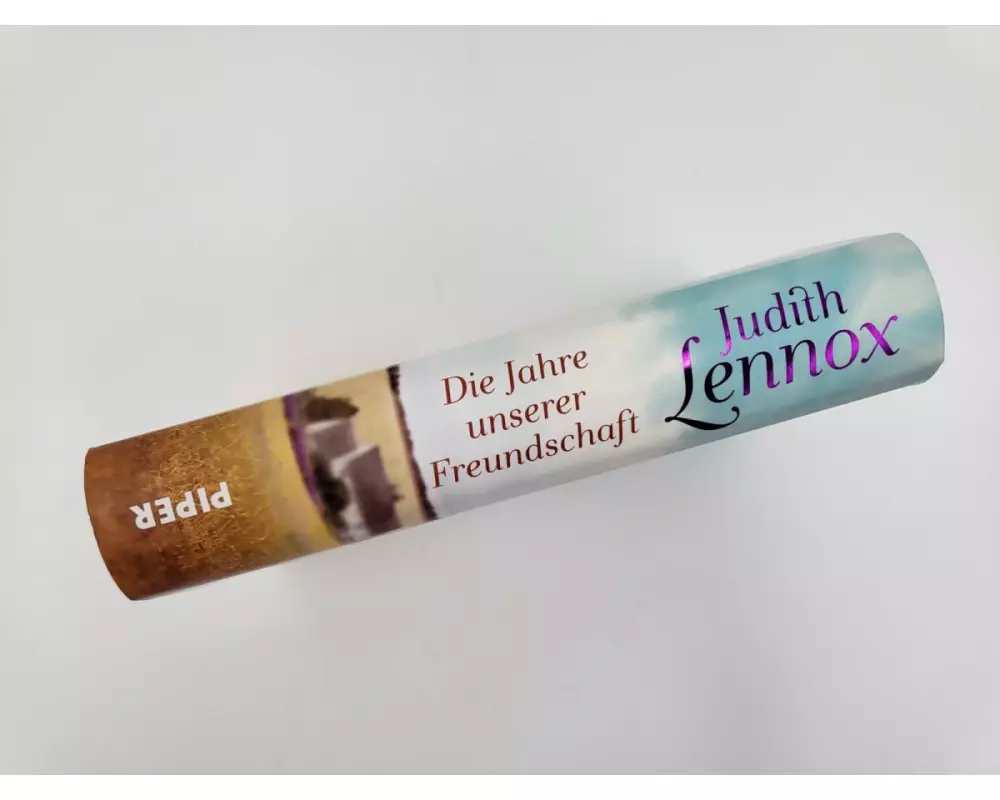 Judith
Lennox
Die Jahre
unserer
Freundschaft
PIPER